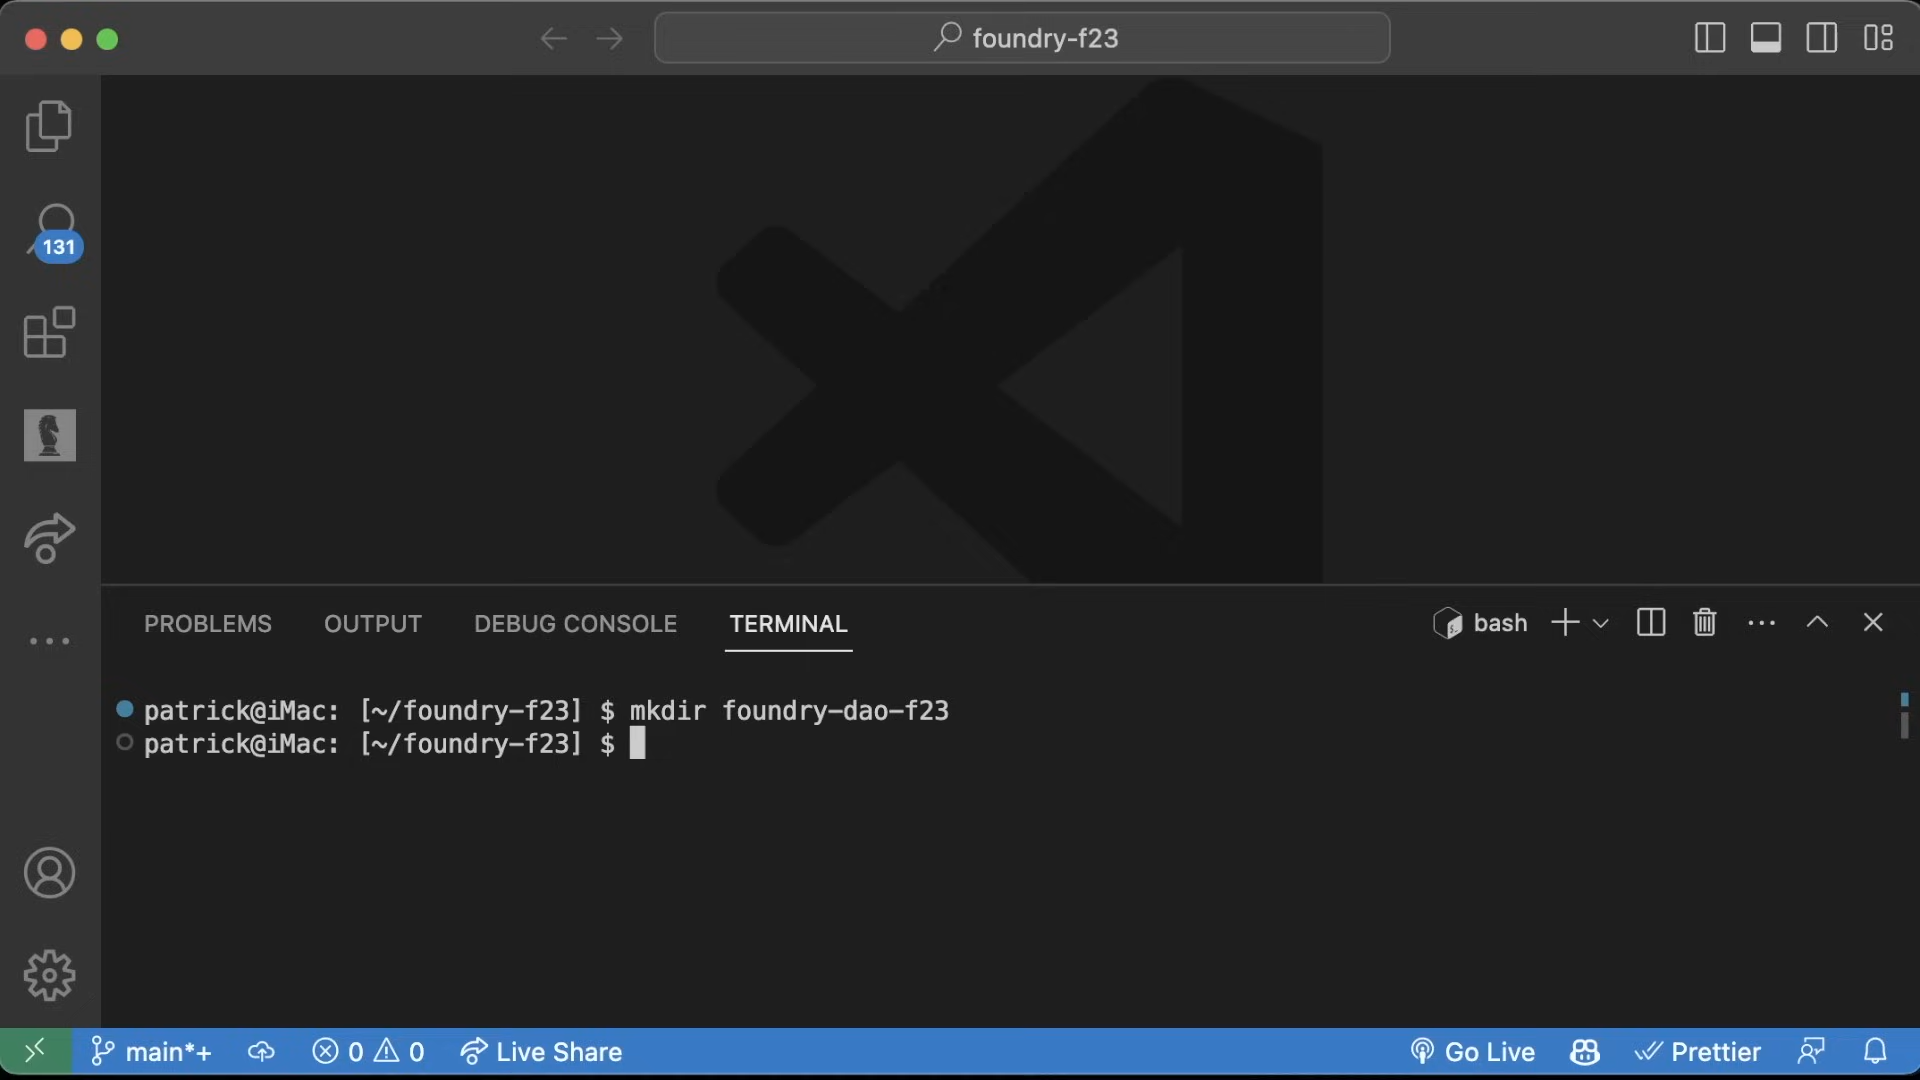 foundry-f23
131
PROBLEMS OUTPUT DEBUG CONSOLE TERMINAL bash
patrick@iMac: [~/foundry-f23] $ mkdir foundry-dao-f23
patrick@iMac: [~/foundry-f23] $
main*+ 0 0 Live Share Go Live Prettier